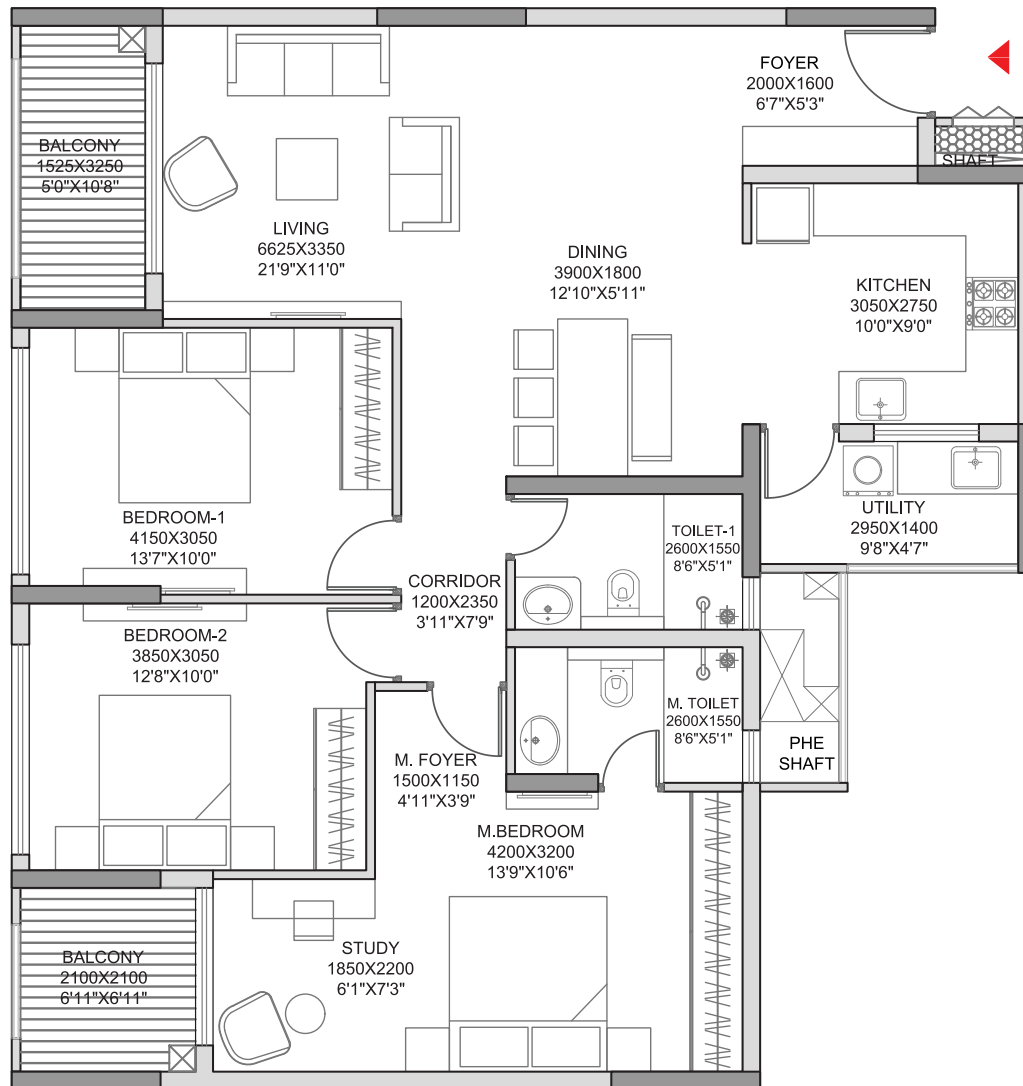 FOYER
2000X1600
6'7"X5'3"
BALCONY
1525X3250
5'0"X10'8"
SHAFT
LIVING
6625X3350
21'9"X11'0"
DINING
3900X1800
12'10"X5'11"
KITCHEN
3050X2750
10'0"X9'0"
BEDROOM-1
4150X3050
13'7"X10'0"
TOILET-1
2600X1550
8'6"X5'1"
UTILITY
2950X1400
9'8"X4'7"
CORRIDOR
1200X2350
3'11"X7'9"
BEDROOM-2
3850X3050
12'8"X10'0"
M. TOILET
2600X1550
8'6"X5'1"
PHE
SHAFT
M. FOYER
1500X1150
4'11"X3'9"
M.BEDROOM
4200X3200
13'9"X10'6"
STUDY
1850X2200
6'1"X7'3"
BALCONY
2100X2100
6'11"X6'11"